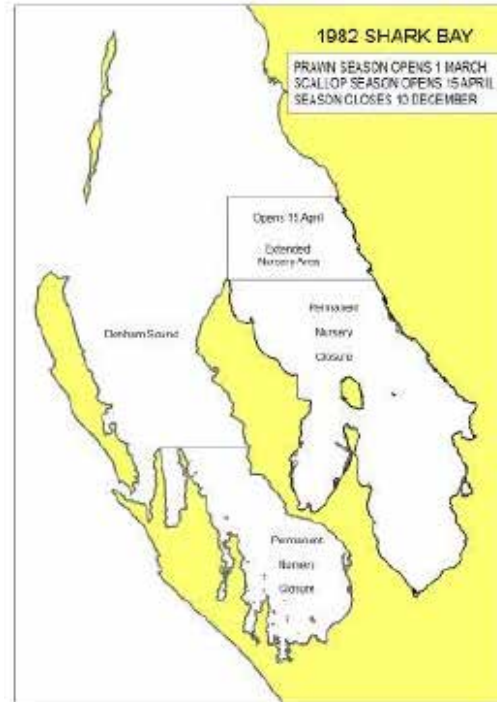 1982 SHARK BAY
PRAWN SEASON OPENS 1 MARCH
SCALLOP SEASON OPENS 15 APRIL
SEASON CLOSES 10 DECEMBER
Opens 15 April
Extended
Nursery Area
Permanent
Nursery
Closure
Denham Sound
Permanent
Nursery
Closure